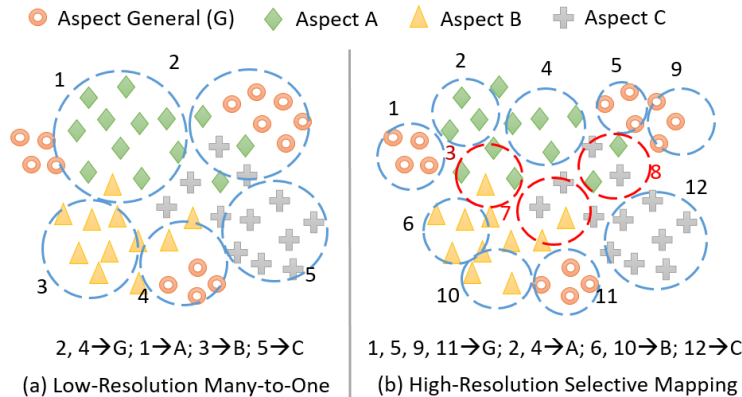 Aspect General (G) Aspect A Aspect B Aspect C
1 2
3 4 5
2, 4→G; 1→A; 3→B; 5→C
(a) Low-Resolution Many-to-One
2 4 5 9
1
3 8
12
6 7
10 11
1, 5, 9, 11→G; 2, 4→A; 6, 10→B; 12→C
(b) High-Resolution Selective Mapping